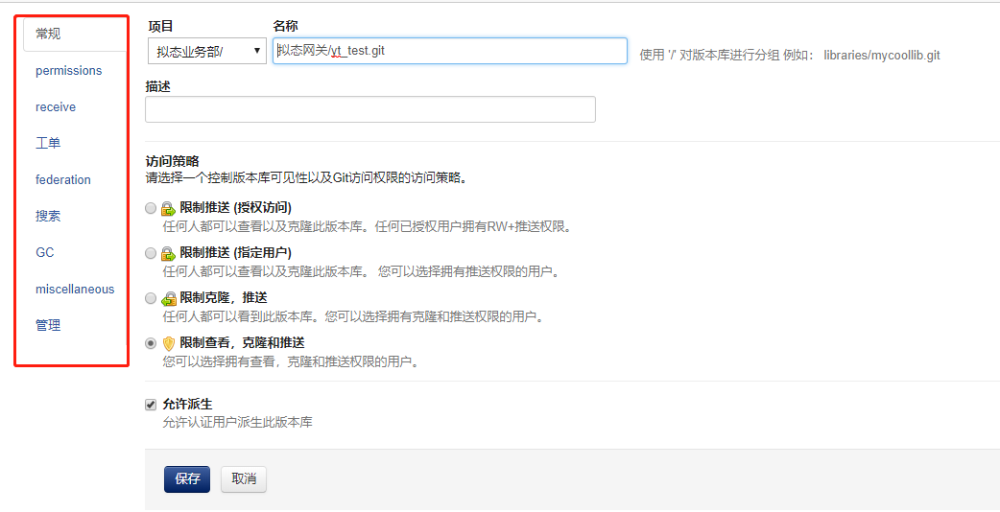 常规
permissions
receive
工单
federation
搜索
GC
miscellaneous
管理
项目 名称
拟态业务部/ 拟态网关/yt_test.git 使用 '/' 对版本库进行分组 例如： libraries/mycoollib.git
描述
访问策略
请选择一个控制版本库可见性以及Git访问权限的访问策略。
限制推送 (授权访问)
任何人都可以查看以及克隆此版本库。任何已授权用户拥有RW+推送权限。
限制推送 (指定用户)
任何人都可以查看以及克隆此版本库。 您可以选择拥有推送权限的用户。
限制克隆，推送
任何人都可以看到此版本库。您可以选择拥有克隆和推送权限的用户。
限制查看，克隆和推送
您可以选择拥有查看，克隆和推送权限的用户。
允许派生
允许认证用户派生此版本库
保存 取消